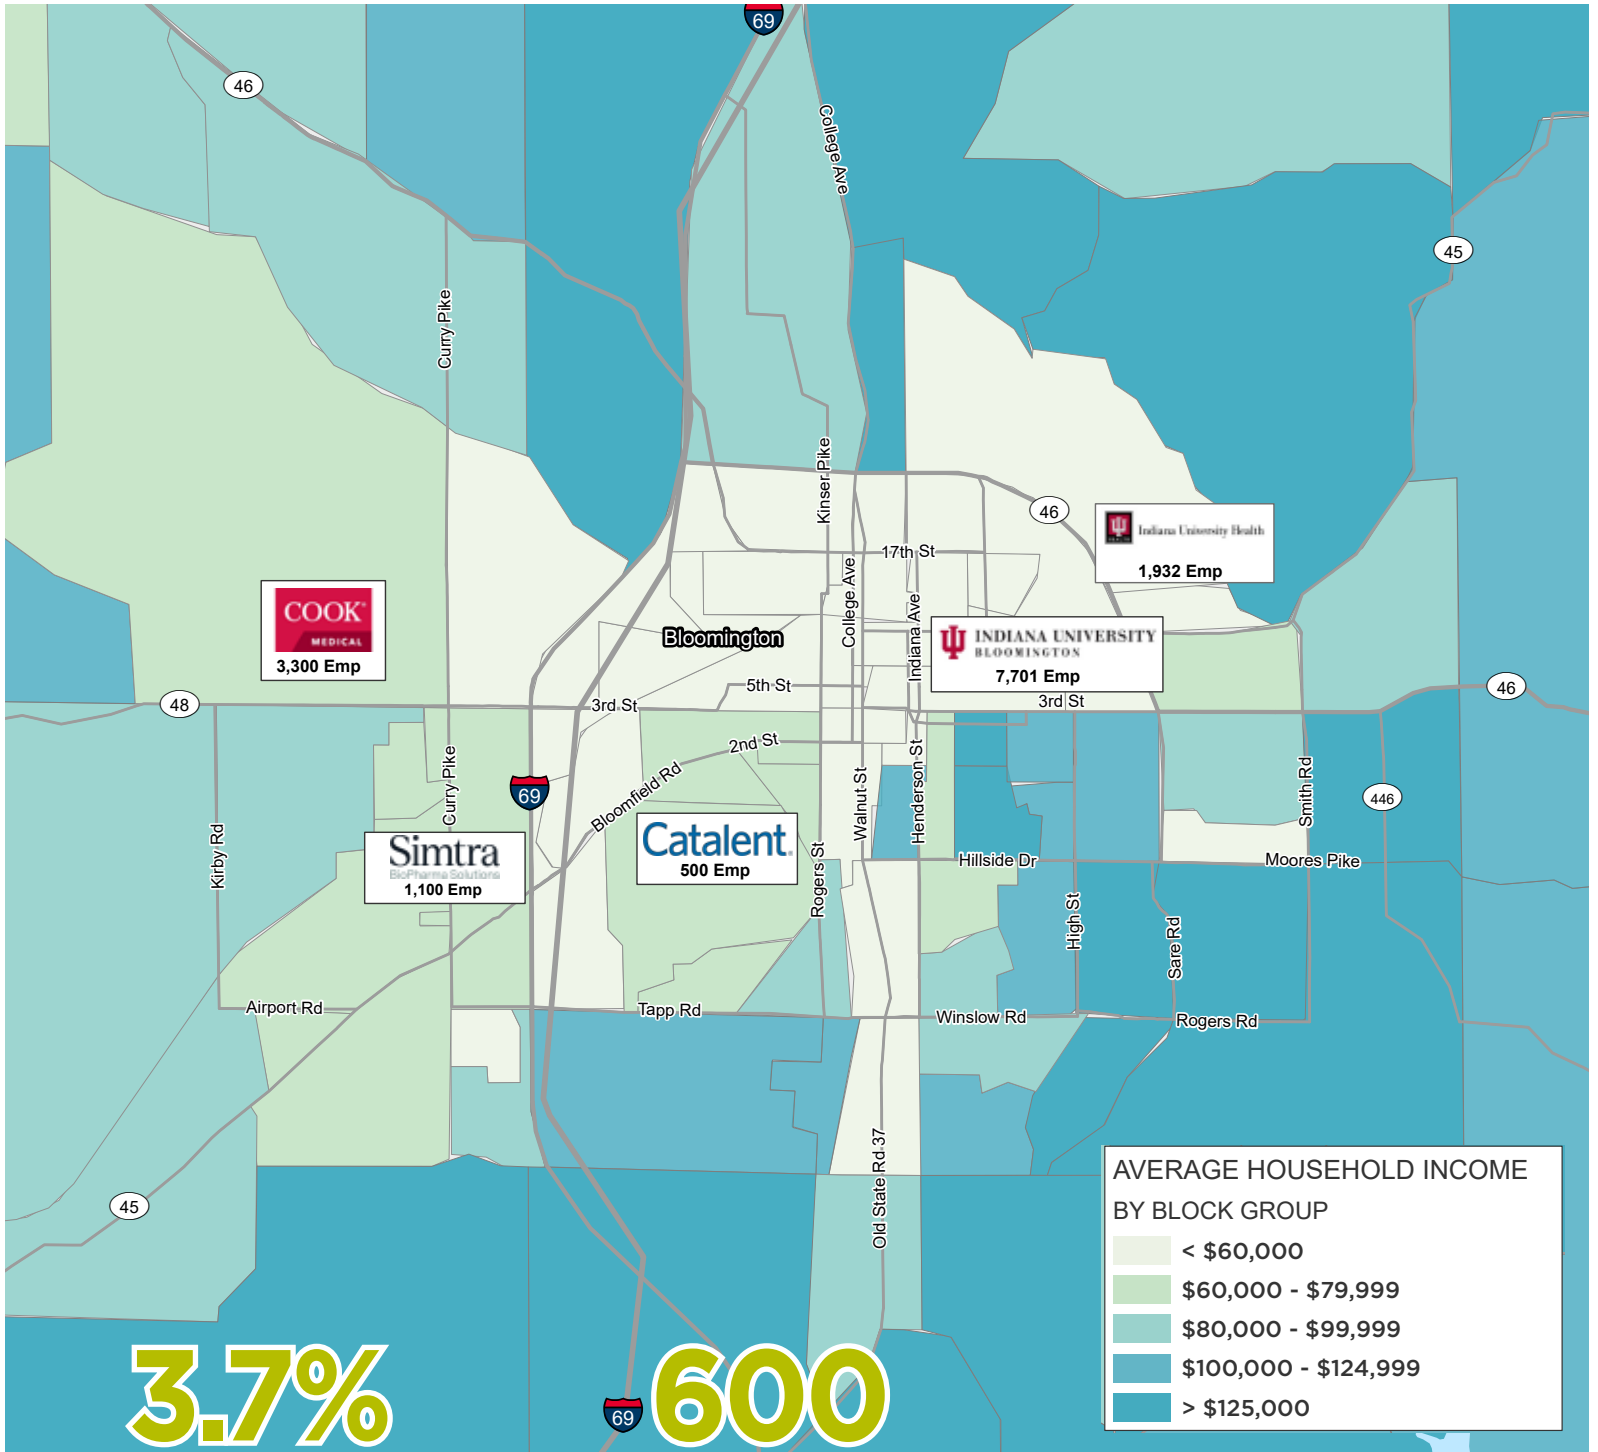 69
46
College Ave
45
Curry Pike
Kinser Pike
46
Indiana University Health
1,932 Emp
17th St
College Ave
Indiana Ave
COOK®
MEDICAL
3,300 Emp
Bloomington
INDIANA UNIVERSITY
BLOOMINGTON
7,701 Emp
5th St
48
3rd St
3rd St
46
2nd St
Curry Pike
69
Bloomfield Rd
Walnut St
Henderson St
Smith Rd
446
Kirby Rd
Simtra
BioPharma Solutions
1,100 Emp
Catalent.
500 Emp
Rogers St
Hillside Dr
Moores Pike
High St
Sare Rd
Airport Rd
Tapp Rd
Winslow Rd
Rogers Rd
Old State Rd 37
45
AVERAGE HOUSEHOLD INCOME
BY BLOCK GROUP
< $60,000
$60,000 - $79,999
$80,000 - $99,999
$100,000 - $124,999
> $125,000
3.7%
600
69